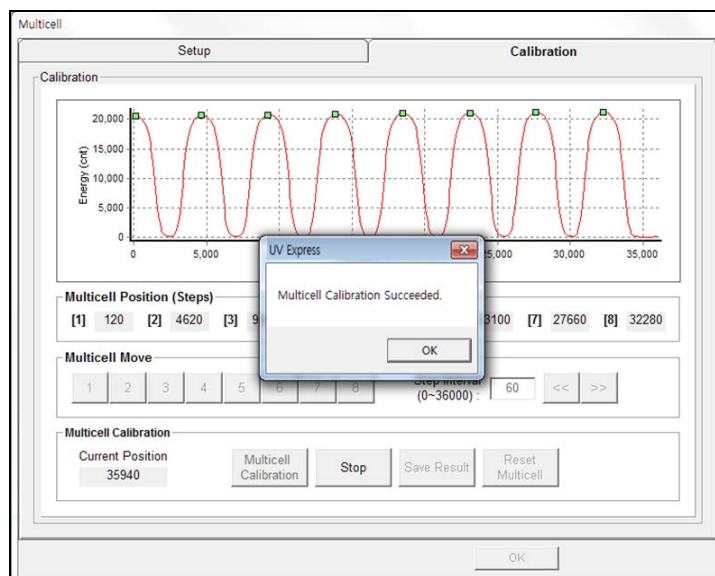 Multicell
Setup Calibration
Calibration
Energy (cnt)
20,000
15,000
10,000
5,000
0
0 5,000 25,000 30,000 35,000
UV Express
Multicell Calibration Succeeded.
OK
Multicell Position (Steps)
[1] 120 [2] 4620 [3] 9 3100 [7] 27660 [8] 32280
Multicell Move
1 2 3 4 5 6 7 8 Step Interval (0~36000) : 60 << >>
Multicell Calibration
Current Position
35940
Multicell Calibration Stop Save Result Reset Multicell
OK